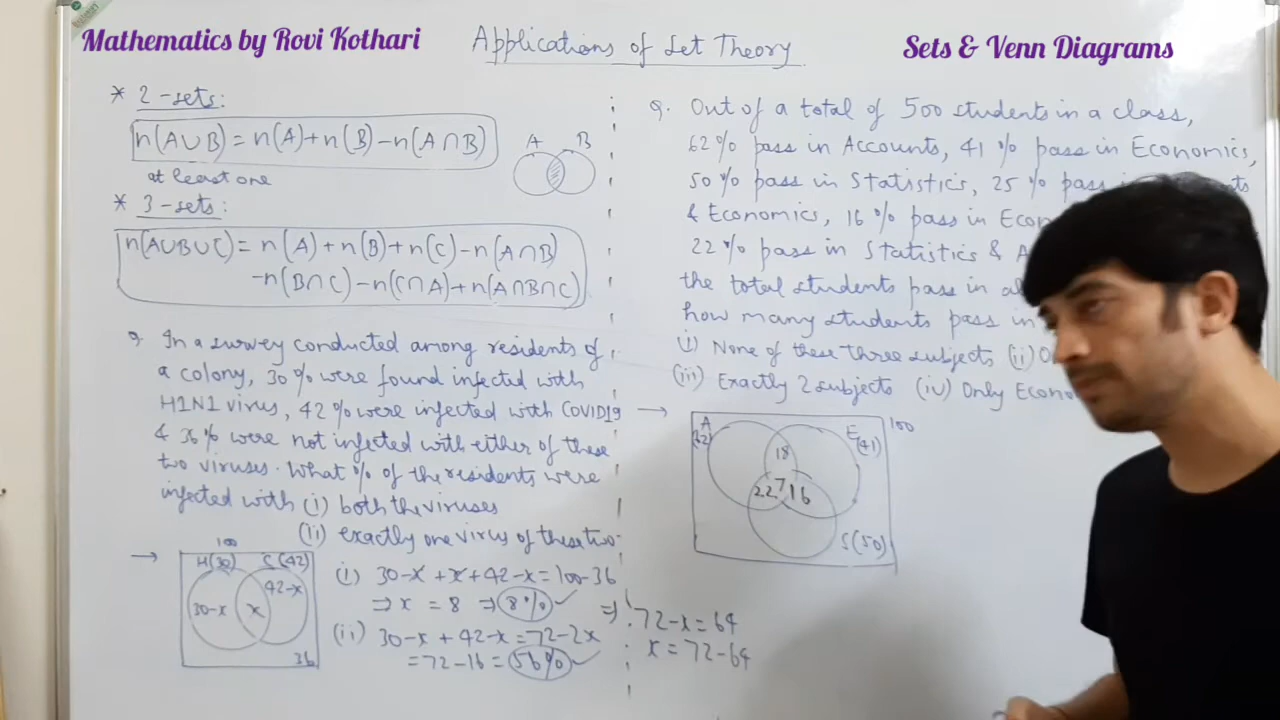 Mathematics by Rovi Kothari
Applications of Set Theory
Sets & Venn Diagrams
* 2-sets:
n(A∪B) = n(A)+n(B)-n(A∩B)
at least one
A B
* 3-sets:
n(A∪B∪C) = n(A)+n(B)+n(C)-n(A∩B)
-n(B∩C)-n(C∩A)+n(A∩B∩C)
Q. In a survey conducted among residents of
a colony, 30% were found infected with
H1N1 virus, 42% were infected with COVID19
& 36% were not infected with either of these
two viruses. What % of the residents were
infected with (i) both the viruses
(ii) exactly one virus of these two.
→
100
H(30) C(42)
30-x x 42-x
36
(i) 30-x+x+42-x=100-36
⇒ x = 8 ⇒ 8% ✓
(ii) 30-x+42-x=72-2x
=72-16=56% ✓
⇒ 72-x=64
x=72-64
Q. Out of a total of 500 students in a class,
62% pass in Accounts, 41% pass in Economics,
50% pass in Statistics, 25% pass
& Economics, 16% pass in
22% pass in Statistics &
the total students pass in
how many students pass in
(i) None of these three subjects (ii)
(iii) Exactly 2 subjects (iv) Only
→
A E (41) 100
18
22 7 16
S(50)